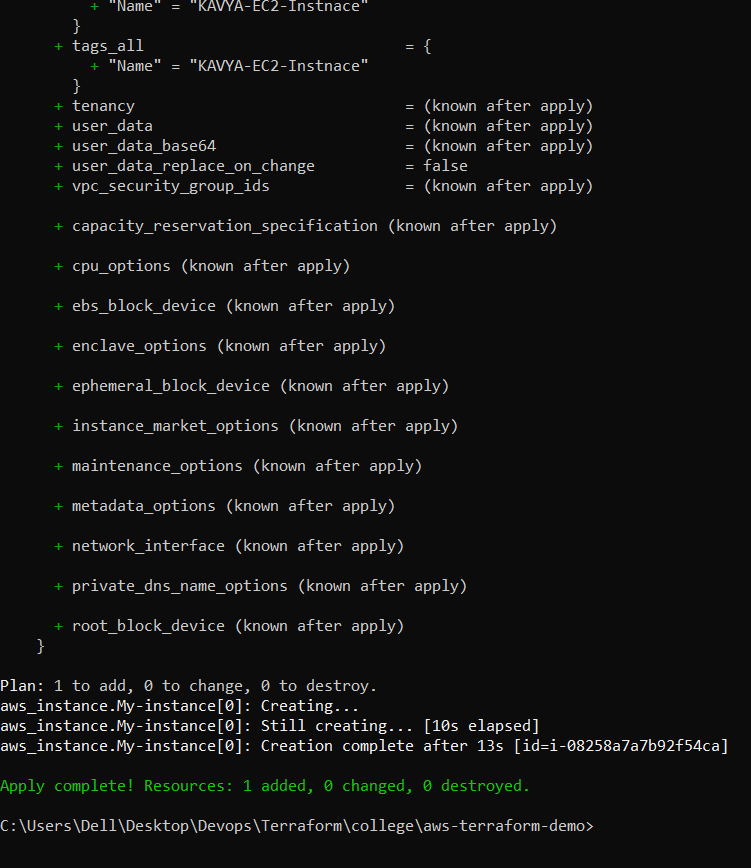 + "Name" = "KAVYA-EC2-Instnace"
}
+ tags_all = {
+ "Name" = "KAVYA-EC2-Instnace"
}
+ tenancy = (known after apply)
+ user_data = (known after apply)
+ user_data_base64 = (known after apply)
+ user_data_replace_on_change = false
+ vpc_security_group_ids = (known after apply)
+ capacity_reservation_specification (known after apply)
+ cpu_options (known after apply)
+ ebs_block_device (known after apply)
+ enclave_options (known after apply)
+ ephemeral_block_device (known after apply)
+ instance_market_options (known after apply)
+ maintenance_options (known after apply)
+ metadata_options (known after apply)
+ network_interface (known after apply)
+ private_dns_name_options (known after apply)
+ root_block_device (known after apply)
}
Plan: 1 to add, 0 to change, 0 to destroy.
aws_instance.My-instance[0]: Creating...
aws_instance.My-instance[0]: Still creating... [10s elapsed]
aws_instance.My-instance[0]: Creation complete after 13s [id=i-08258a7a7b92f54ca]
Apply complete! Resources: 1 added, 0 changed, 0 destroyed.
C:\Users\Dell\Desktop\Devops\Terraform\college\aws-terraform-demo>